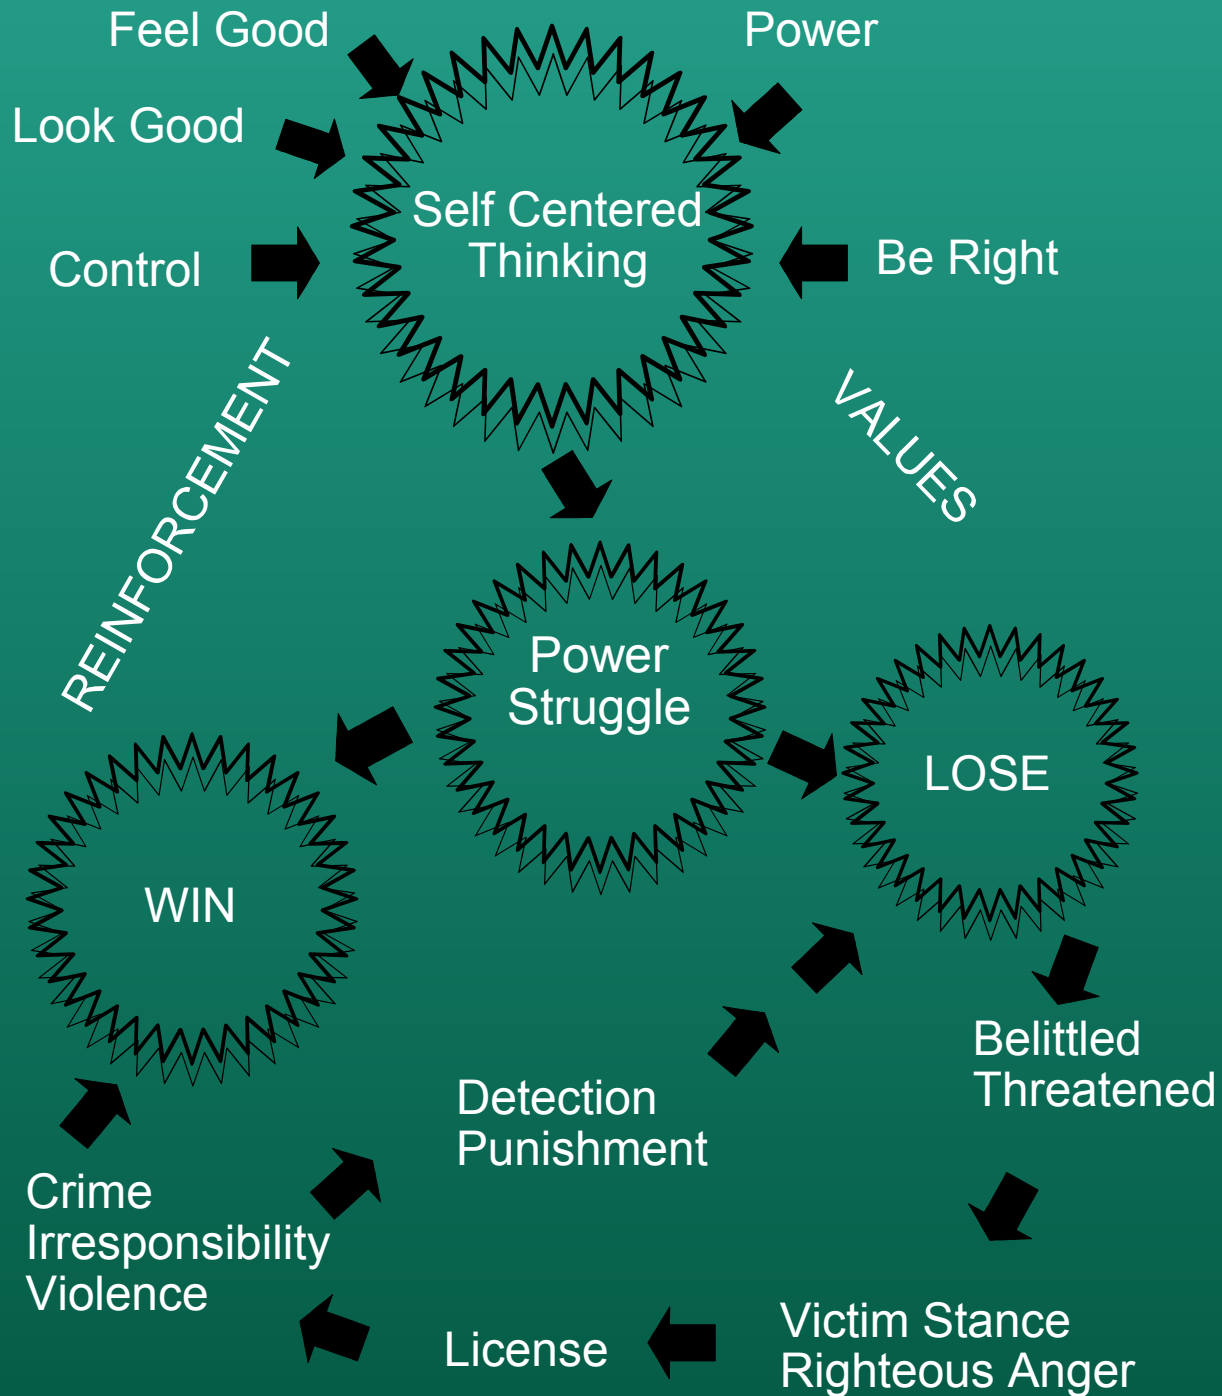 Feel Good
Power
Look Good
Self Centered
Thinking
Control
Be Right
REINFORCEMENT
VALUES
Power
Struggle
LOSE
WIN
Belittled
Threatened
Detection
Punishment
Crime
Irresponsibility
Violence
License
Victim Stance
Righteous Anger